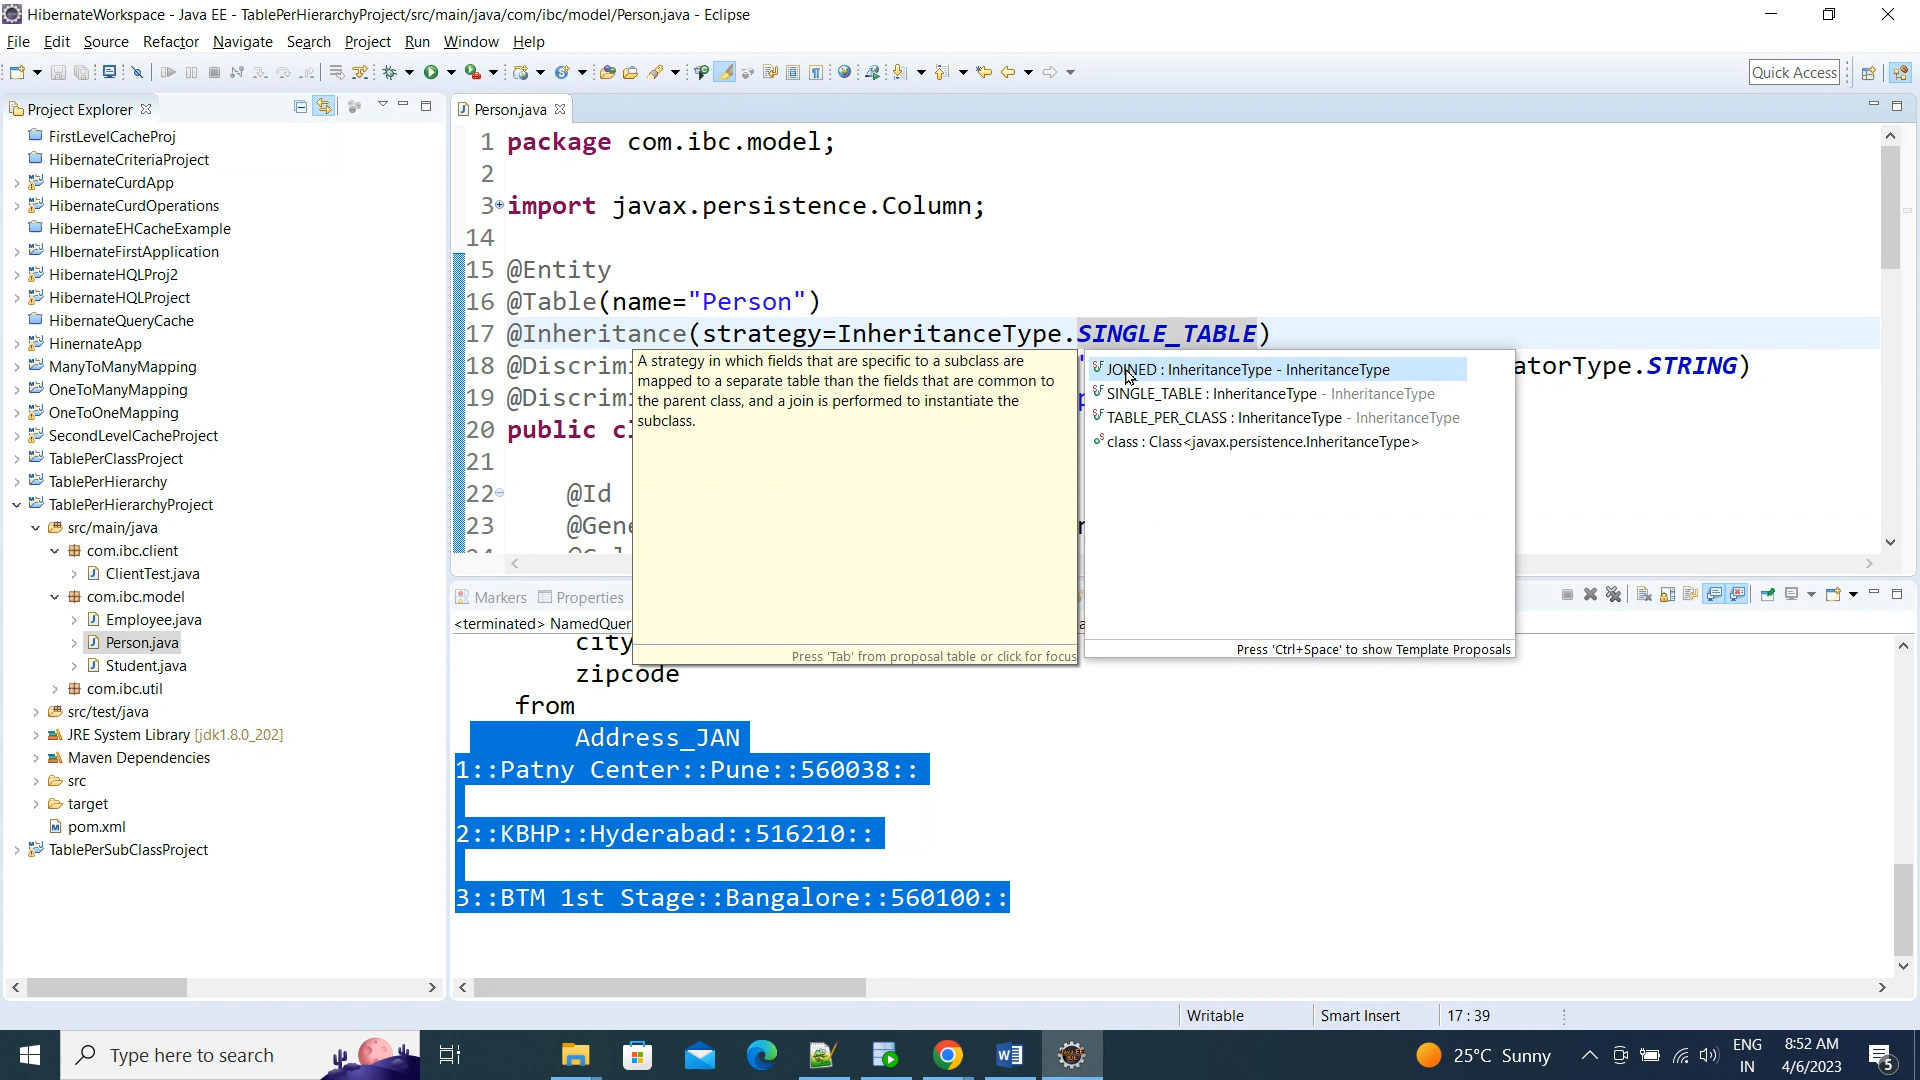 HibernateWorkspace - Java EE - TablePerHierarchyProject/src/main/java/com/ibc/model/Person.java - Eclipse
File Edit Source Refactor Navigate Search Project Run Window Help
Quick Access
Project Explorer
FirstLevelCacheProj
HibernateCriteriaProject
HibernateCurdApp
HibernateCurdOperations
HibernateEHCacheExample
HIbernateFirstApplication
HibernateHQLProj2
HibernateHQLProject
HibernateQueryCache
HinernateApp
ManyToManyMapping
OneToManyMapping
OneToOneMapping
SecondLevelCacheProject
TablePerClassProject
TablePerHierarchy
TablePerHierarchyProject
src/main/java
com.ibc.client
ClientTest.java
com.ibc.model
Employee.java
Person.java
Student.java
com.ibc.util
src/test/java
JRE System Library [jdk1.8.0_202]
Maven Dependencies
src
target
pom.xml
TablePerSubClassProject
Person.java
1 package com.ibc.model;
2
3 import javax.persistence.Column;
14
15 @Entity
16 @Table(name="Person")
17 @Inheritance(strategy=InheritanceType.SINGLE_TABLE)
18 @Discrimi atorType.STRING)
19 @Discrimi
20 public
21
22 @Id
23 @Gene
A strategy in which fields that are specific to a subclass are
mapped to a separate table than the fields that are common to
the parent class, and a join is performed to instantiate the
subclass.
Press 'Tab' from proposal table or click for focus
JOINED : InheritanceType - InheritanceType
SINGLE_TABLE : InheritanceType - InheritanceType
TABLE_PER_CLASS : InheritanceType - InheritanceType
class : Class<javax.persistence.InheritanceType>
Press 'Ctrl+Space' to show Template Proposals
Markers Properties
<terminated> NamedQuer
city
zipcode
from
Address_JAN
1::Patny Center::Pune::560038::
2::KBHP::Hyderabad::516210::
3::BTM 1st Stage::Bangalore::560100::
Writable Smart Insert 17 : 39
Type here to search
25°C Sunny
ENG
IN
8:52 AM
4/6/2023
5